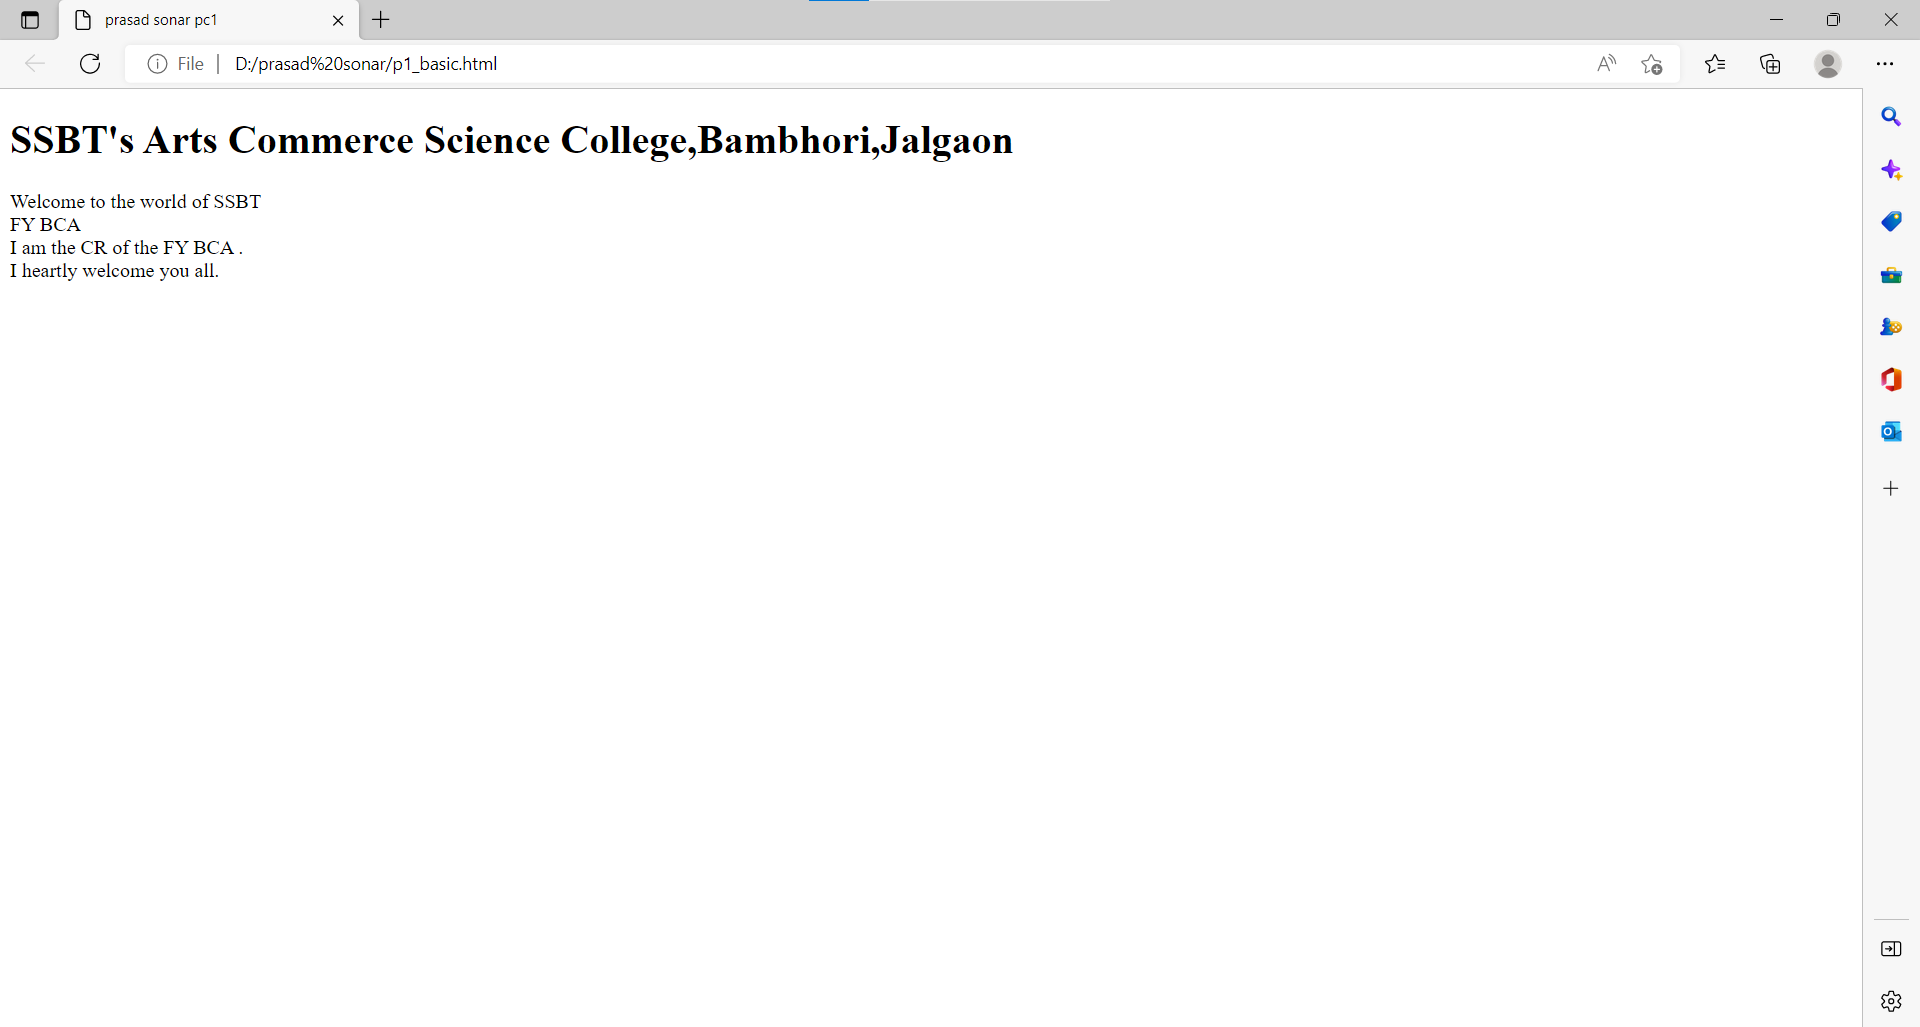 prasad sonar pc1
File D:/prasad%20sonar/p1_basic.html
SSBT's Arts Commerce Science College,Bambhori,Jalgaon
Welcome to the world of SSBT
FY BCA
I am the CR of the FY BCA .
I heartly welcome you all.